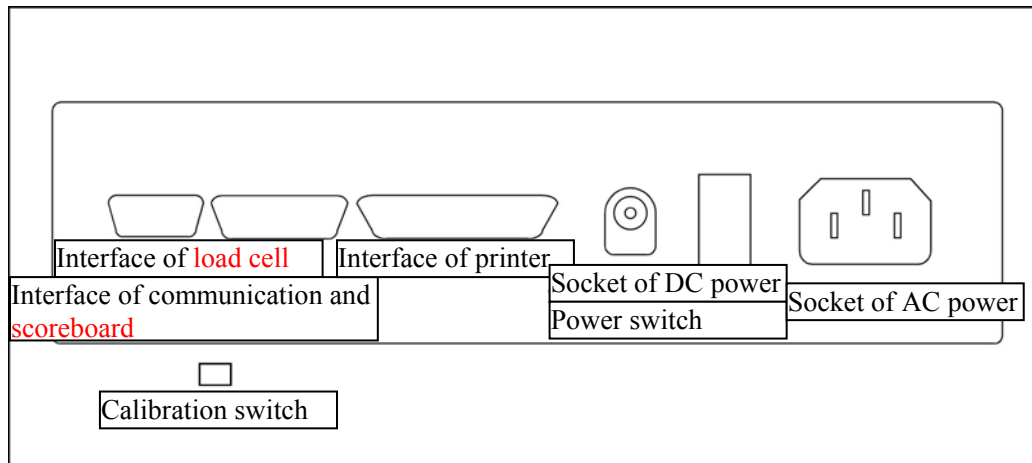 Interface of load cell
Interface of printer
Interface of communication and
scoreboard
Socket of DC power
Power switch
Socket of AC power
Calibration switch